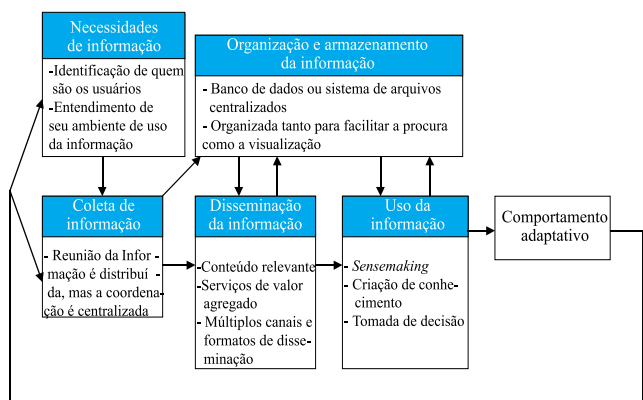 Necessidades
de informação
-Identificação de quem
são os usuários
-Entendimento de
seu ambiente de uso
da informação
Organização e armazenamento
da informação
- Banco de dados ou sistema de arquivos
centralizados
- Organizada tanto para facilitar a procura
como a visualização
Coleta de
informação
- Reunião da Infor
mação é distribuí
da, mas a coordena-
ação é centralizada
Disseminação
da informação
-Conteúdo relevante
-Serviços de valor
agregado
- Múltiplos canais e
formatos de disse-
minação
Uso da
informação
- Sensemaking
- Criação de conhe-
cimento
- Tomada de decisão
Comportamento
adaptativo